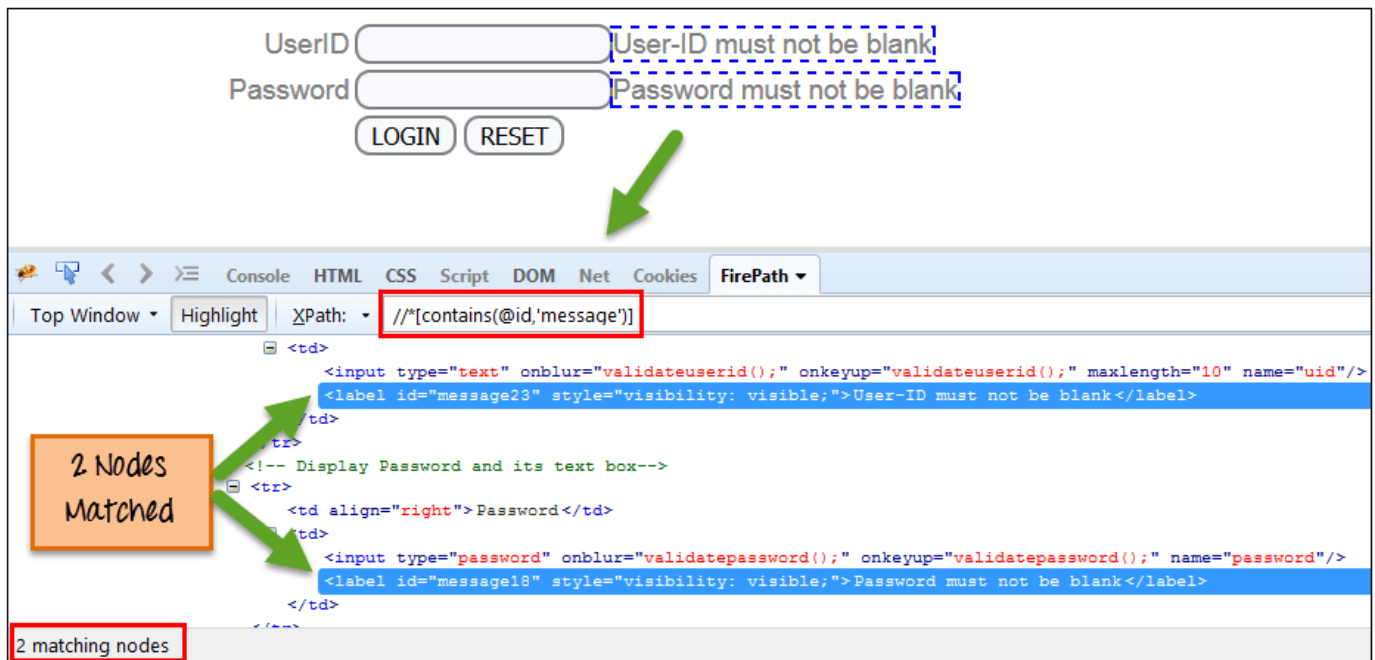 UserID User-ID must not be blank
Password Password must not be blank
LOGIN RESET
Console HTML CSS Script DOM Net Cookies FirePath
Top Window Highlight XPath: //*[contains(@id,'message')]
<td>
<input type="text" onblur="validateuserid();" onkeyup="validateuserid();" maxlength="10" name="uid"/>
<label id="message23" style="visibility: visible;">User-ID must not be blank</label>
/td>
/tr>
<!-- Display Password and its text box-->
<tr>
<td align="right">Password</td>
<td>
<input type="password" onblur="validatepassword();" onkeyup="validatepassword();" name="password"/>
<label id="message18" style="visibility: visible;">Password must not be blank</label>
</td>
2 Nodes
Matched
2 matching nodes